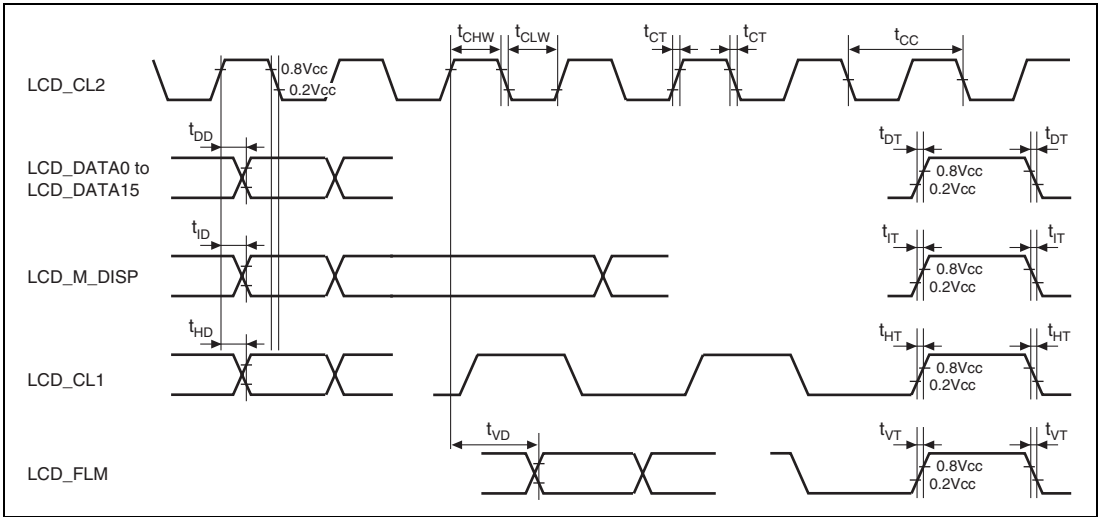 tCHW tCLW tCT tCT tCC
LCD_CL2
0.8Vcc
0.2Vcc
tDD
tDT tDT
LCD_DATA0 to
LCD_DATA15
0.8Vcc
0.2Vcc
tID
tIT tIT
LCD_M_DISP
0.8Vcc
0.2Vcc
tHD
tHT tHT
LCD_CL1
0.8Vcc
0.2Vcc
tVD
tVT tVT
LCD_FLM
0.8Vcc
0.2Vcc